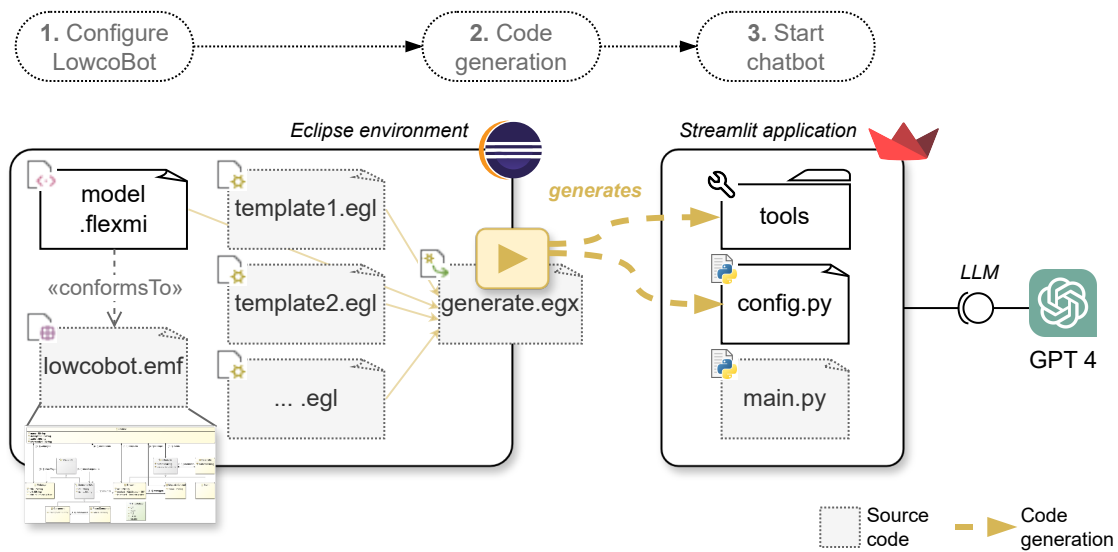 1. Configure
LowcoBot
2. Code
generation
3. Start
chatbot
Eclipse environment
Streamlit application
model
.flexmi
template1.egl
generates
tools
«conformsTo»
template2.egl
generate.egx
config.py
LLM
lowcobot.emf
GPT 4
... .egl
main.py
Source
code
Code
generation